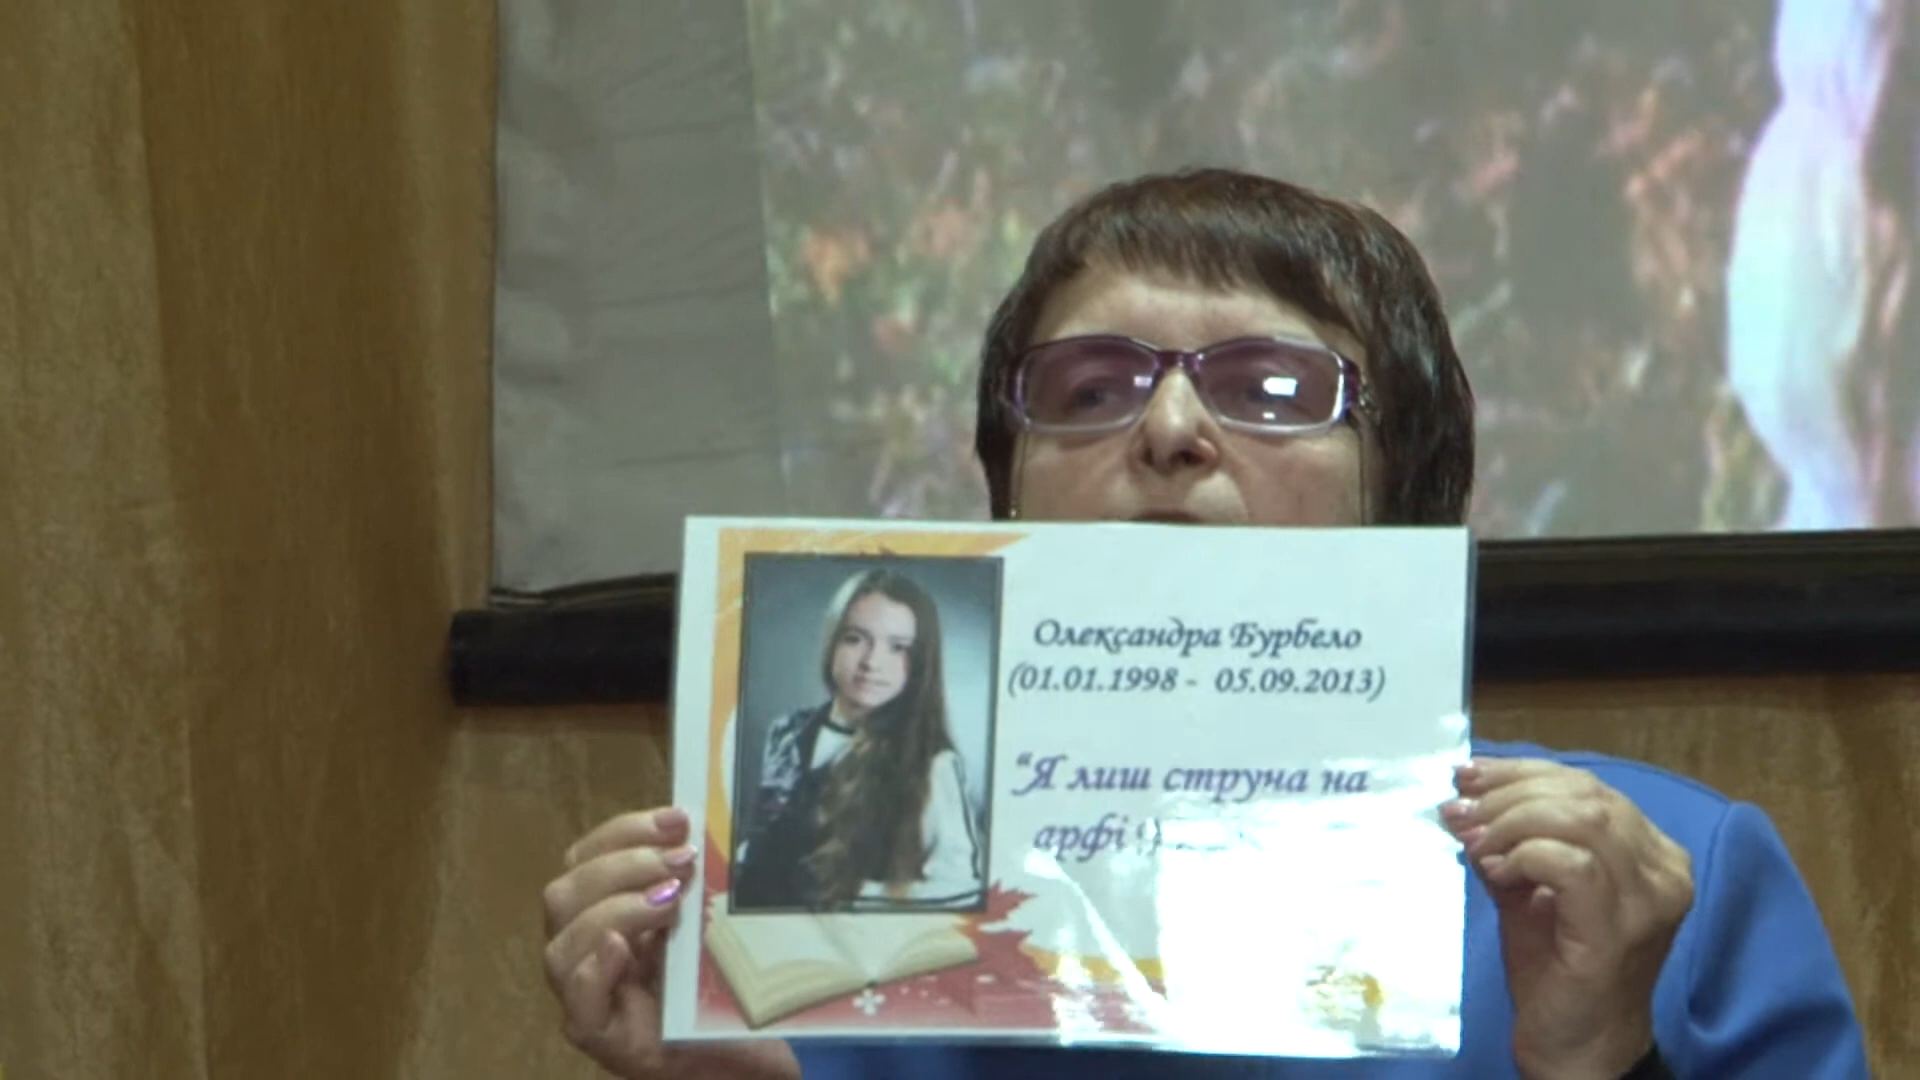 Олександра Бурбело
(01.01.1998 - 05.09.2013)
“Я лиш струна на
арфі